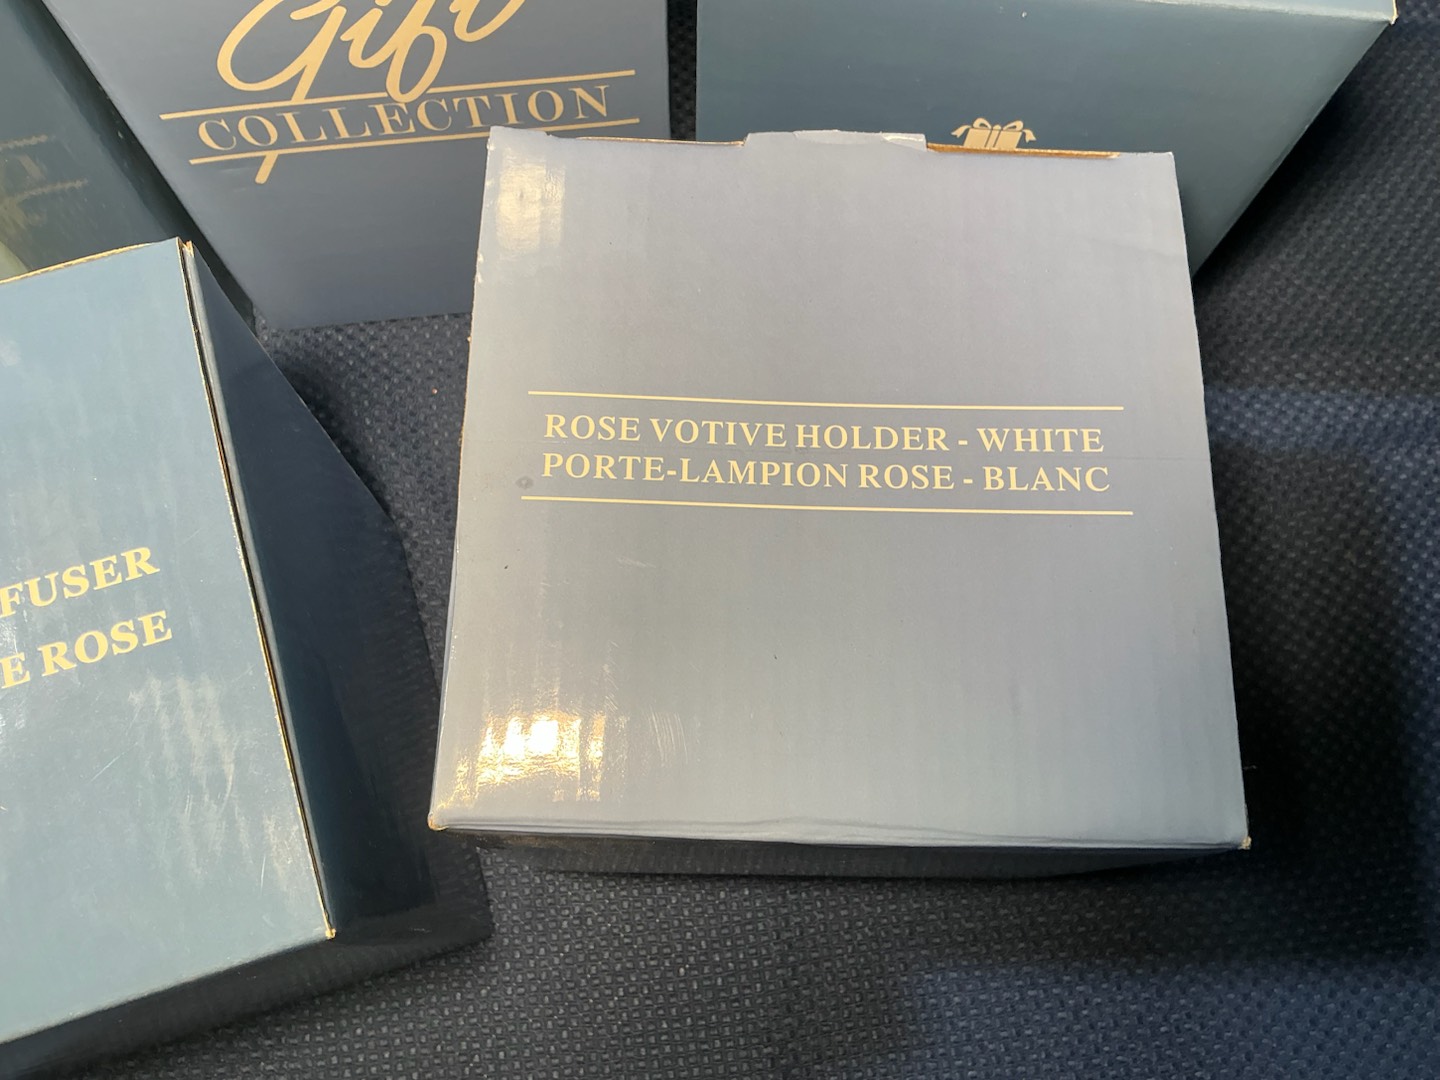 Gift
COLLECTION
ROSE VOTIVE HOLDER - WHITE
PORTE-LAMPION ROSE - BLANC
FUSER
E ROSE